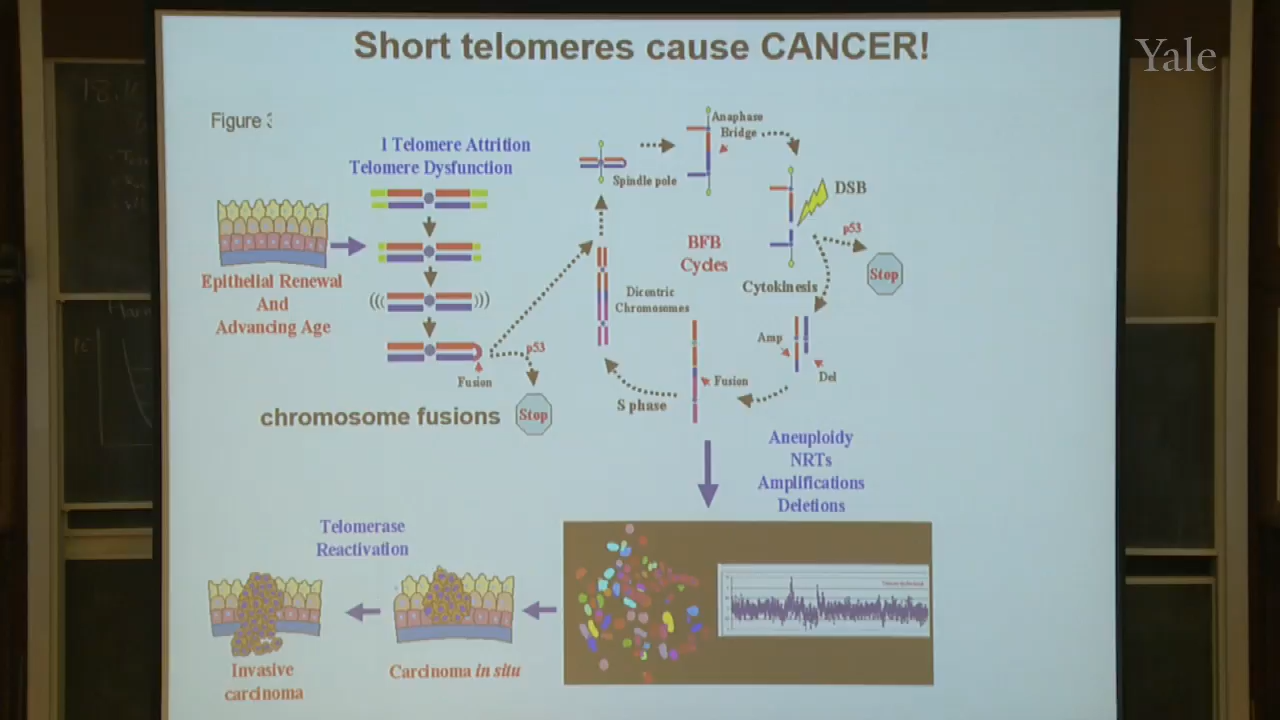 Short telomeres cause CANCER!
Yale
Figure 3
1 Telomere Attrition
Telomere Dysfunction
Epithelial Renewal
And
Advancing Age
Fusion
p53
Stop
chromosome fusions
Spindle pole
Anaphase
Bridge
DSB
p53
Stop
BFB
Cycles
Cytokinesis
Dicentric
Chromosomes
Amp
Del
Fusion
S phase
Aneuploidy
NRTs
Amplifications
Deletions
Telomerase
Reactivation
Invasive
carcinoma
Carcinoma in situ